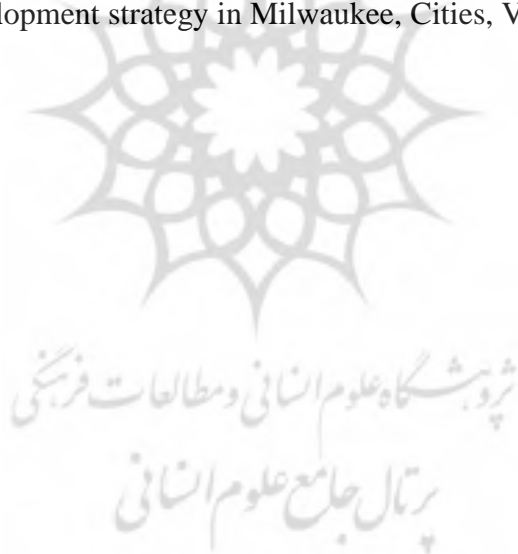 lopment strategy in Milwaukee, Cities, V
پژوهشگاه علوم انسانی و مطالعات فرهنگی
پرتال جامع علوم انسانی